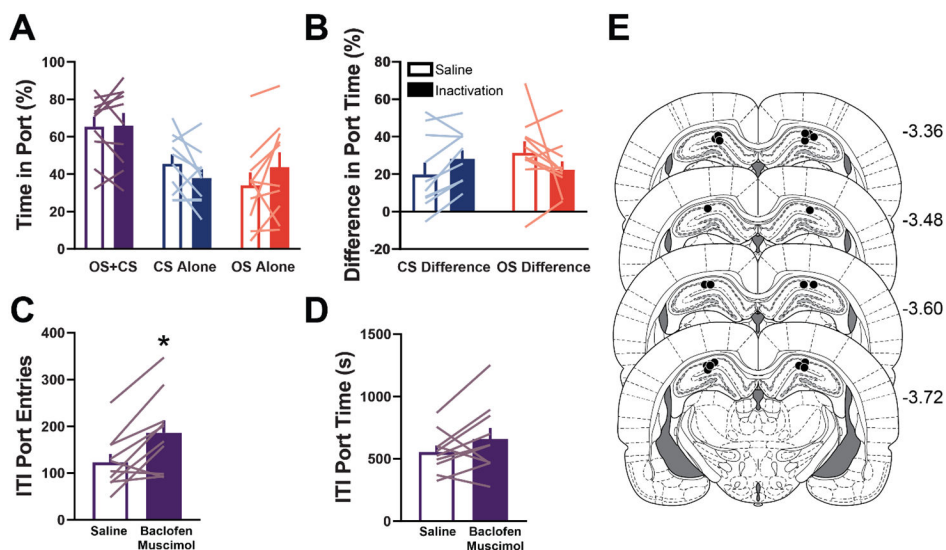 A
Time in Port (%)
100
80
60
40
20
0
OS+CS
CS Alone
OS Alone
B
Difference in Port Time (%)
80
60
40
20
0
-20
Saline
Inactivation
CS Difference
OS Difference
C
ITI Port Entries
400
300
200
100
0
*
Saline
Baclofen
Muscimol
D
ITI Port Time (s)
1500
1000
500
0
Saline
Baclofen
Muscimol
E
-3.36
-3.48
-3.60
-3.72